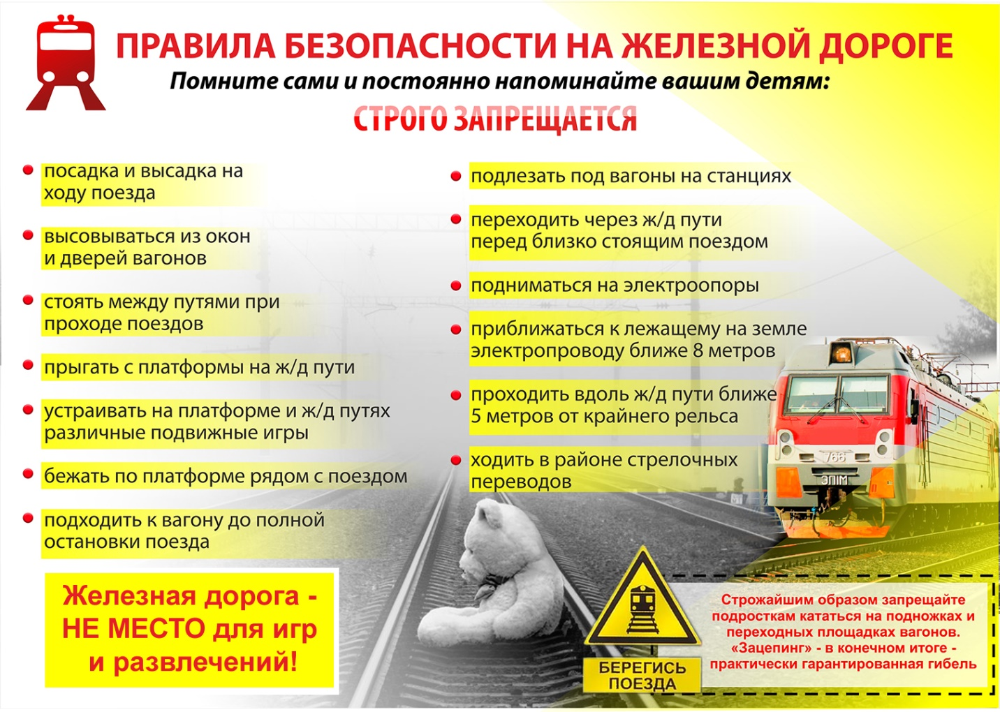 ПРАВИЛА БЕЗОПАСНОСТИ НА ЖЕЛЕЗНОЙ ДОРОГЕ
Помните сами и постоянно напоминайте вашим детям:
СТРОГО ЗАПРЕЩАЕТСЯ
посадка и высадка на
ходу поезда
высовываться из окон
и дверей вагонов
стоять между путями при
проходе поездов
прыгать с платформы на ж/д пути
устраивать на платформе и ж/д путях
различные подвижные игры
бежать по платформе рядом с поездом
подходить к вагону до полной
остановки поезда
подлезать под вагоны на станциях
переходить через ж/д пути
перед близко стоящим поездом
подниматься на электроопоры
приближаться к лежащему на земле
электропроводу ближе 8 метров
проходить вдоль ж/д пути ближе
5 метров от крайнего рельса
ходить в районе стрелочных
переводов
766
ЭП1М
Железная дорога -
НЕ МЕСТО для игр
и развлечений!
БЕРЕГИСЬ
ПОЕЗДА
Строжайшим образом запрещайте
подросткам кататься на подножках и
переходных площадках вагонов.
«Зацепинг» - в конечном итоге -
практически гарантированная гибель